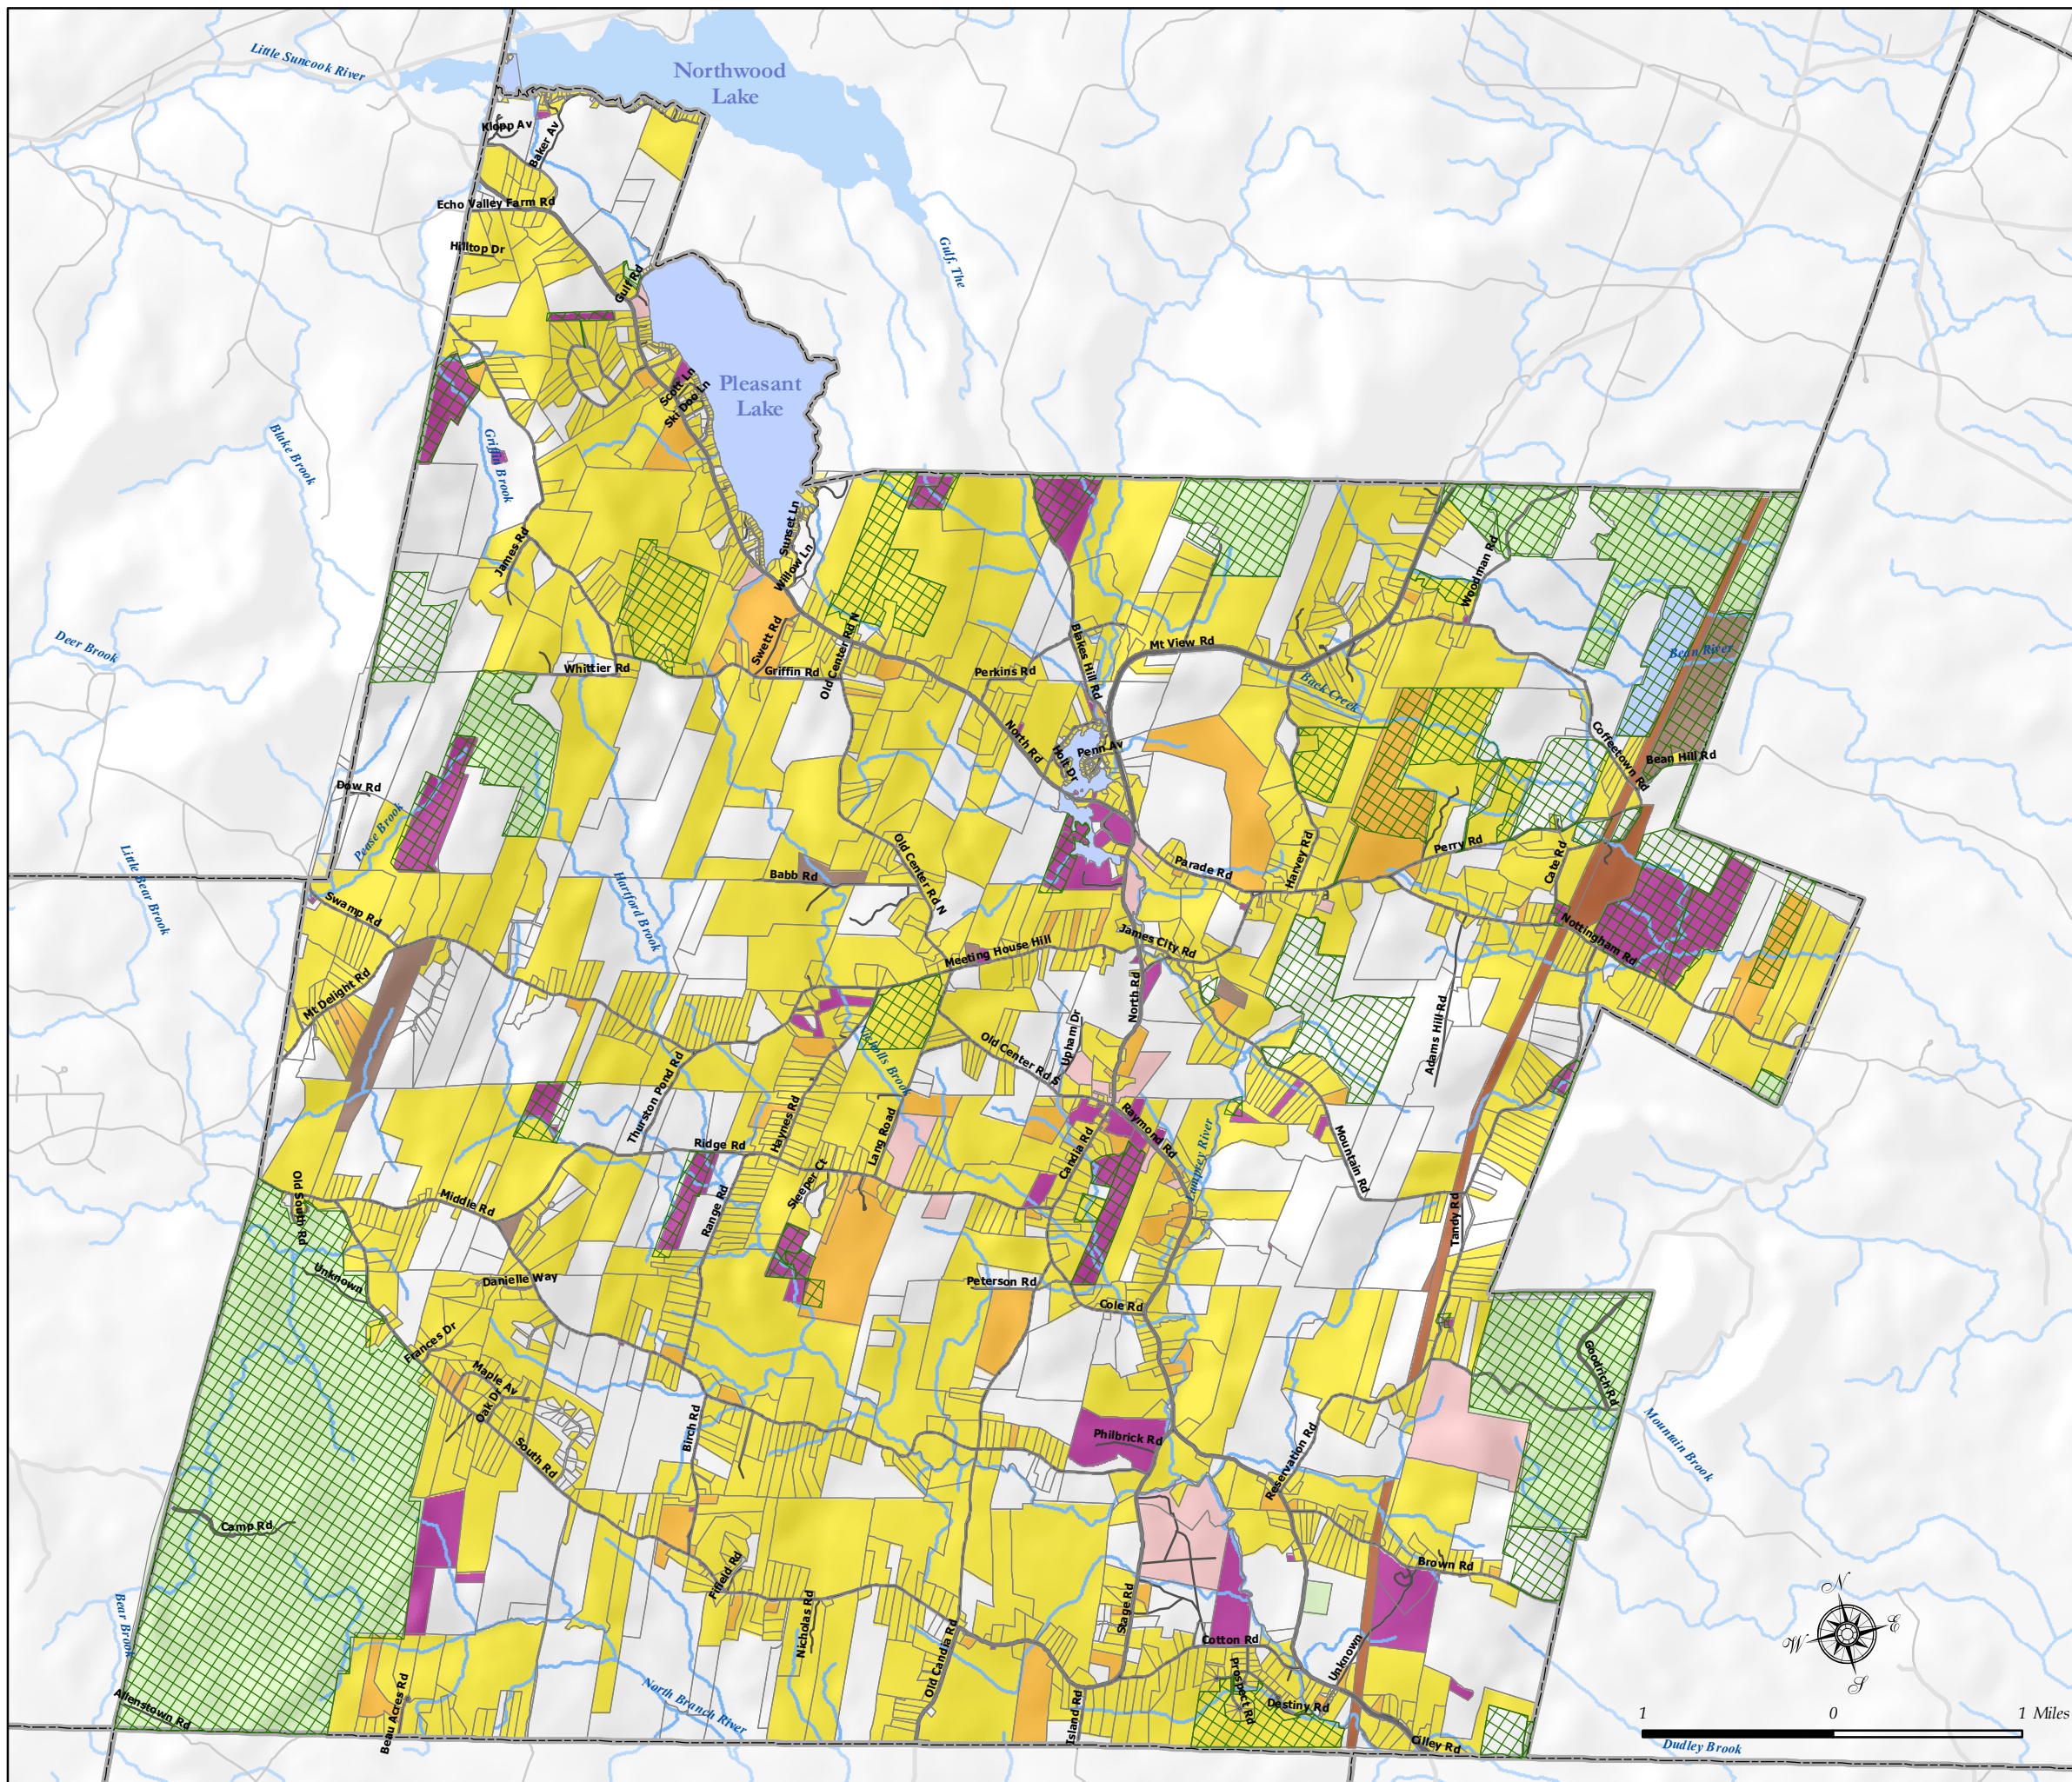 Little Suncook River
Northwood
Lake
Klopp Av
Baker Av
Echo Valley Farm Rd
Hilltop Dr
Gulf Rd
Gulf, The
Pleasant
Lake
Scott Ln
Ski Doo Ln
Blake Brook
Griffin Brook
James Rd
Sunset Ln
Willow Ln
Deer Brook
Whittier Rd
Swett Rd
Griffin Rd
Old Center Rd N
Perkins Rd
Blakes Hill Rd
Mt View Rd
Woodman Rd
Back Creek
Bean River
North Rd
Holt Dr
Penn Av
Coffeetown Rd
Bean Hill Rd
Dow Rd
Pease Brook
Little Bear Brook
Hartford Brook
Babb Rd
Old Center Rd N
Parade Rd
Harvey Rd
Perry Rd
Cate Rd
Swamp Rd
Mt Delight Rd
Meeting House Hill
James City Rd
Nottingham Rd
North Rd
Adams Hill Rd
Nicholls Brook
Old Center Rd S
Upham Dr
Thurston Pond Rd
Haynes Rd
Lang Road
Ridge Rd
Raymond Rd
Candia Rd
Lamprey River
Mountain Rd
Old South Rd
Middle Rd
Range Rd
Sleeper Ct
Tandy Rd
Unknown
Danielle Way
Peterson Rd
Cole Rd
Frances Dr
Maple Av
Oak Dr
Goodrich Rd
South Rd
Birch Rd
Philbrick Rd
Reservation Rd
Mountain Brook
Camp Rd
Fifield Rd
Nicholas Rd
Stage Rd
Brown Rd
Bear Brook
Old Candia Rd
Cotton Rd
Unknown
Prospect Rd
Destiny Rd
North Branch River
Allenstown Rd
Beau Acres Rd
Island Rd
Cilley Rd
Dudley Brook
N
W
E
S
1 0 1 Miles